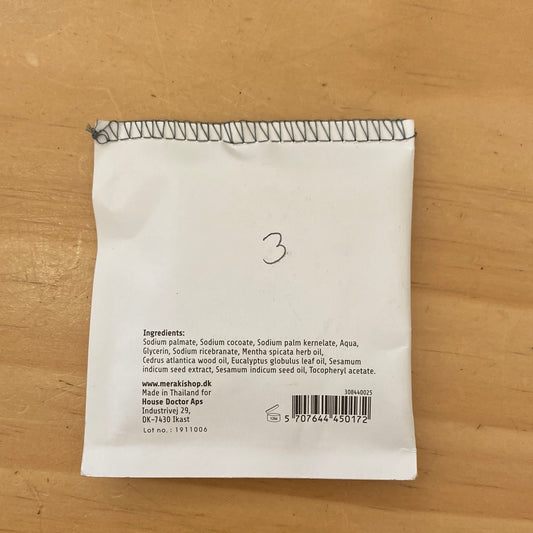 3
Ingredients:
Sodium palmate, Sodium cocoate, Sodium palm kernelate, Aqua,
Glycerin, Sodium ricebranate, Mentha spicata herb oil,
Cedrus atlantica wood oil, Eucalyptus globulus leaf oil, Sesamum
indicum seed extract, Sesamum indicum seed oil, Tocopheryl acetate.
www.merakishop.dk
Made in Thailand for
House Doctor Aps
Industrivej 29,
DK-7430 Ikast
Lot no.: 1911006
308440025
12M
5 707644 450172